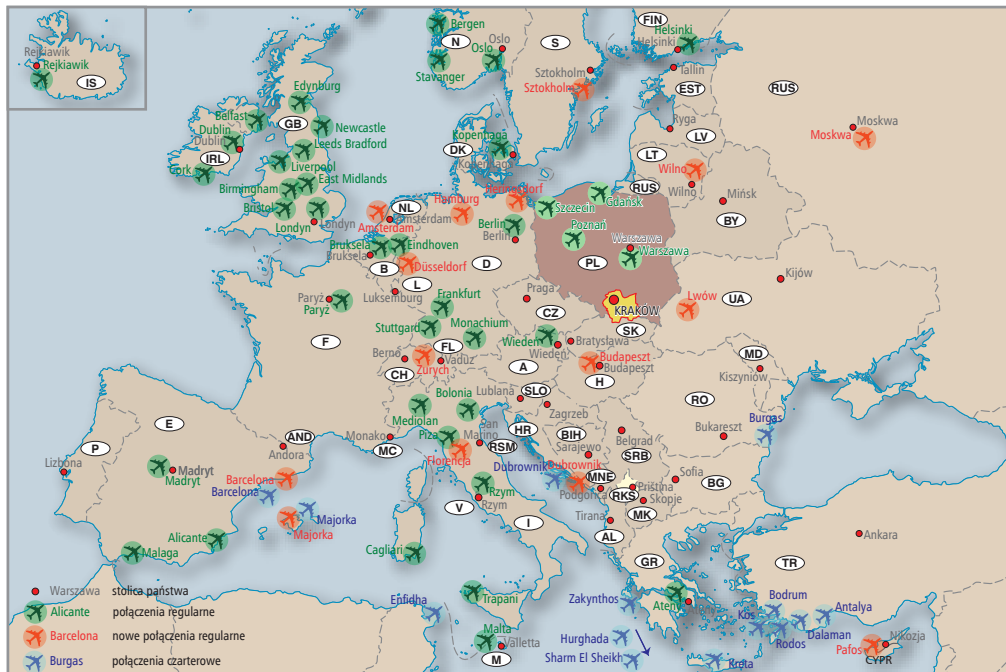 Rejkiawik
Rejkiawik
IS
Bergen
N
Oslo
Oslo
Stavanger
S
Sztokholm
Sztokholm
FIN
Helsinki
Helsinki
Tallin
EST
RUS
Ryga
LV
Moskwa
Moskwa
LT
Wilno
Wilno
RUS
Mińsk
BY
Edynburg
Belfast
GB
Newcastle
Dublin
Dublin
IRL
Cork
Leeds Bradford
Liverpool
East Midlands
Birmingham
Bristol
Londyn
Londyn
Kopenhaga
DK
Kopenhaga
NL
Amsterdam
Amsterdam
Hamburg
Heringsdorf
Szczecin
Gdańsk
Berlin
Berlin
Poznań
Warszawa
Warszawa
PL
Bruksela
Bruksela
Eindhoven
B
Düsseldorf
D
L
Luksemburg
Kijów
UA
Lwów
KRAKÓW
Praga
CZ
SK
Paryż
Paryż
F
Frankfurt
Stuttgart
Monachium
Wiedeń
Wiedeń
Bratysława
FL
Berno
Zurych
Vaduz
CH
A
Budapeszt
Budapeszt
H
MD
Kiszyniów
RO
Bukareszt
Burgas
Lublana
SLO
Zagrzeb
HR
BIH
Belgrad
SRB
Sarajewo
Bolonia
Mediolan
Piza
San
Marino
RSM
Florencja
Monako
MC
Dubrownik
Dubrownik
MNE
Podgorica
RKS
Priština
Skopje
MK
Sofia
BG
Tirana
AL
P
E
AND
Andora
Lizbona
Madryt
Madryt
Barcelona
Barcelona
Majorka
Majorka
Alicante
Malaga
Rzym
Rzym
V
I
Cagliari
GR
TR
Ankara
Trapani
Enfidha
Malta
Valletta
M
Zakynthos
Ateny
Ateny
Hurghada
Sharm El Sheikh
Kos
Bodrum
Rodos
Dalaman
Antalya
Kreta
Pafos
Nikozja
CYPR
Warszawa stolica państwa
Alicante połączenia regularne
Barcelona nowe połączenia regularne
Burgas połączenia czarterowe